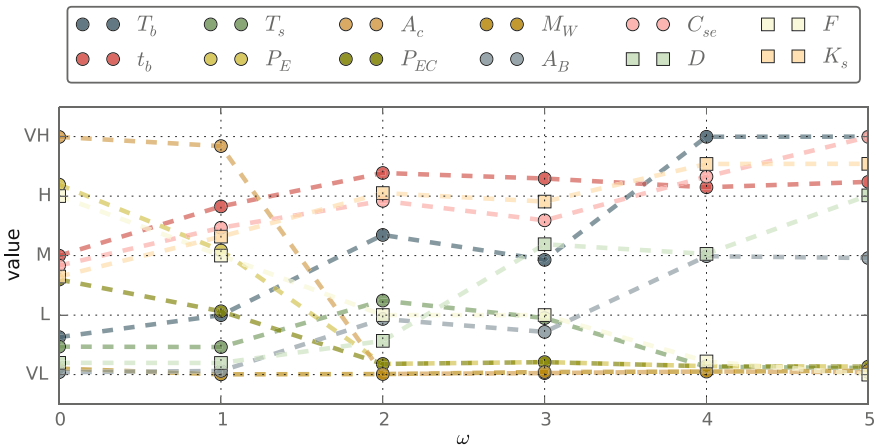 T_b T_s A_c M_W C_se F
t_b P_E P_EC A_B D K_s
VH
H
M
L
VL
value
0 1 2 3 4 5
ω